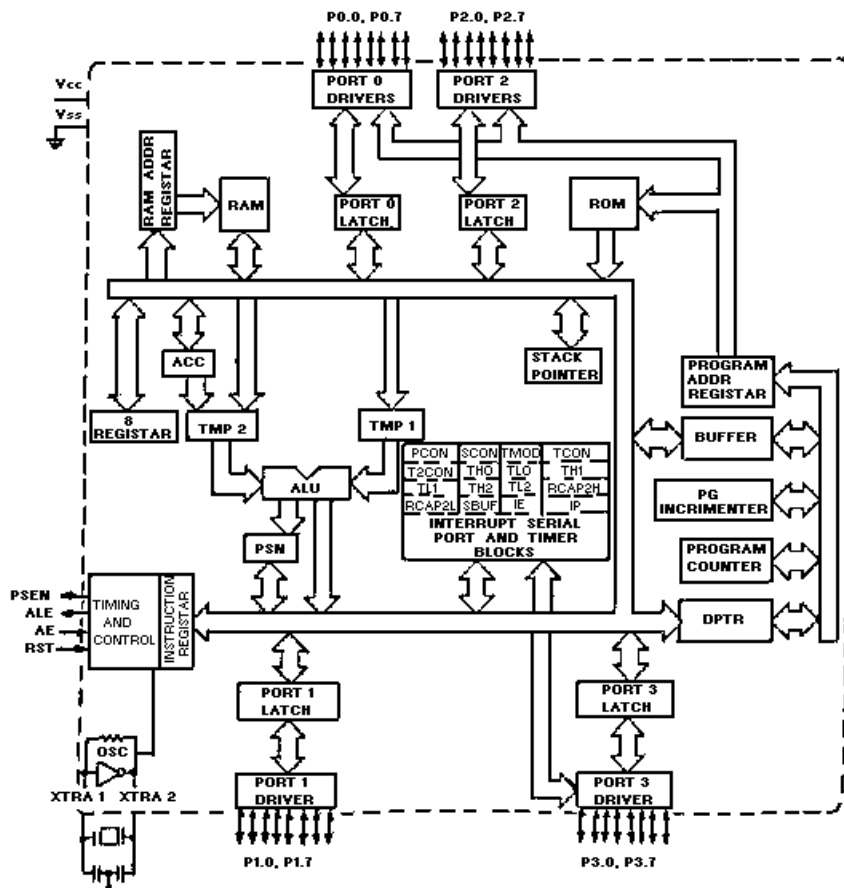 P0.0, P0.7
P2.0, P2.7
Vcc
Vss
PORT 0
DRIVERS
PORT 2
DRIVERS
RAM ADDR
REGISTAR
RAM
PORT 0
LATCH
PORT 2
LATCH
ROM
ACC
STACK
POINTER
PROGRAM
ADDR
REGISTAR
8
REGISTAR
TMP 2
TMP 1
BUFFER
PCON SCON TMOD TCON
T2CON TH0 TLO TH1
TL1 TH2 TL2 RCAP2H
RCAP2L SBUF IE IP
INTERRUPT SERIAL
PORT AND TIMER
BLOCKS
ALU
PG
INCRIMENTER
PSN
PROGRAM
COUNTER
PSEN
ALE
AE
RST
TIMING
AND
CONTROL
INSTRUCTION
REGISTAR
DPTR
PORT 1
LATCH
PORT 3
LATCH
OSC
XTRA 1 XTRA 2
PORT 1
DRIVER
PORT 3
DRIVER
P1.0, P1.7
P3.0, P3.7